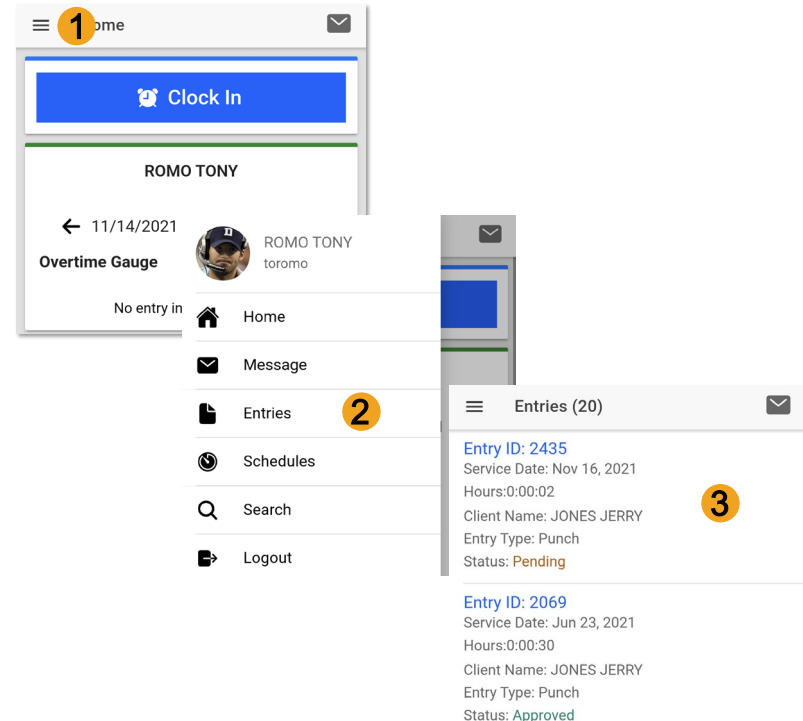 1 ome
Clock In
ROMO TONY
11/14/2021
Overtime Gauge
No entry in
ROMO TONY
toromo
Home
Message
Entries 2
Schedules
Search
Logout
Entries (20)
Entry ID: 2435
Service Date: Nov 16, 2021
Hours:0:00:02
Client Name: JONES JERRY
3
Entry Type: Punch
Status: Pending
Entry ID: 2069
Service Date: Jun 23, 2021
Hours:0:00:30
Client Name: JONES JERRY
Entry Type: Punch
Status: Approved